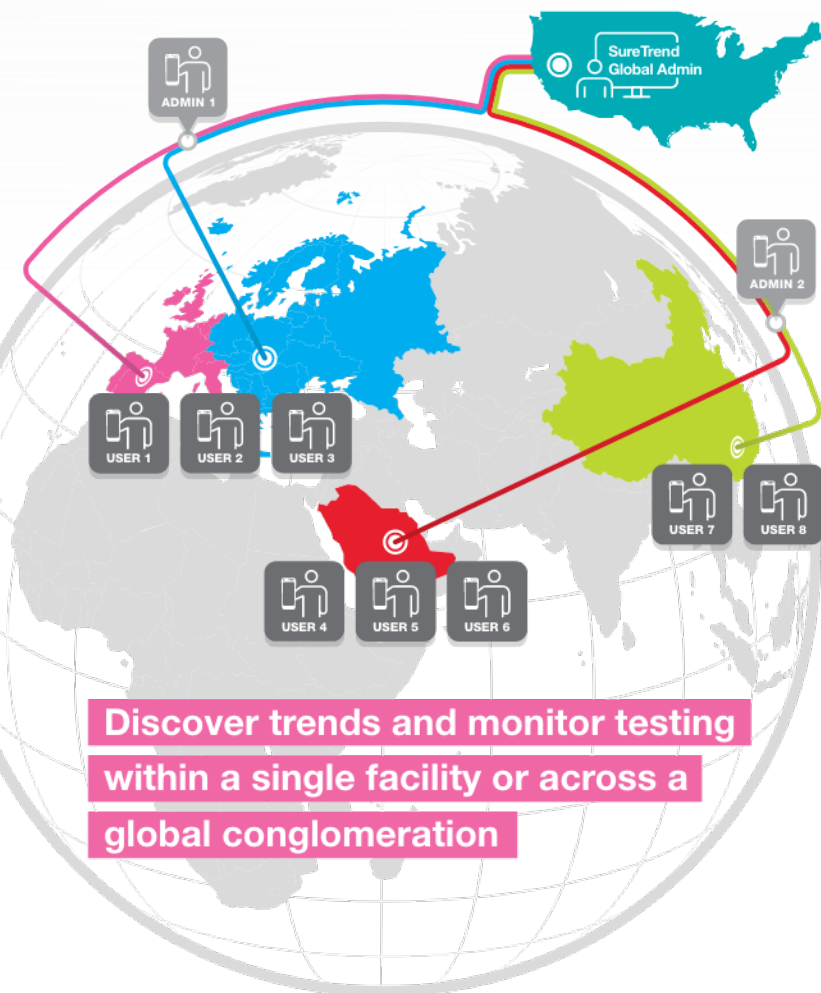 SureTrend
Global Admin
ADMIN 1
ADMIN 2
USER 1
USER 2
USER 3
USER 7
USER 8
USER 4
USER 5
USER 6
Discover trends and monitor testing
within a single facility or across a
global conglomeration